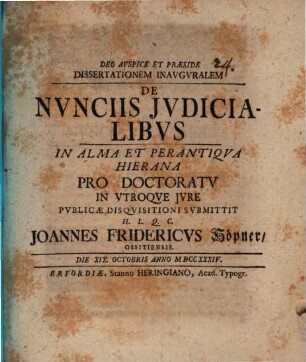 24.
DEO AVSPICE ET PRÆSIDE
DISSERTATIONEM INAVGVRALEM
DE
NVNCIIS JVDICIA-
LIBVS
IN ALMA ET PERANTIQVA
HIERANA
PRO DOCTORATV
IN VTROQVE JVRE
PVBLICÆ DISQVISITIONI SVBMITTIT
H. L. Q. C.
JOANNES FRIDERICVS Höpner/
OSSITIENSIS.
DIE XIX. OCTOBRIS ANNO MDCCXXXIV.
ERFORDIÆ, Stanno HERINGIANO, Acad. Typogr.